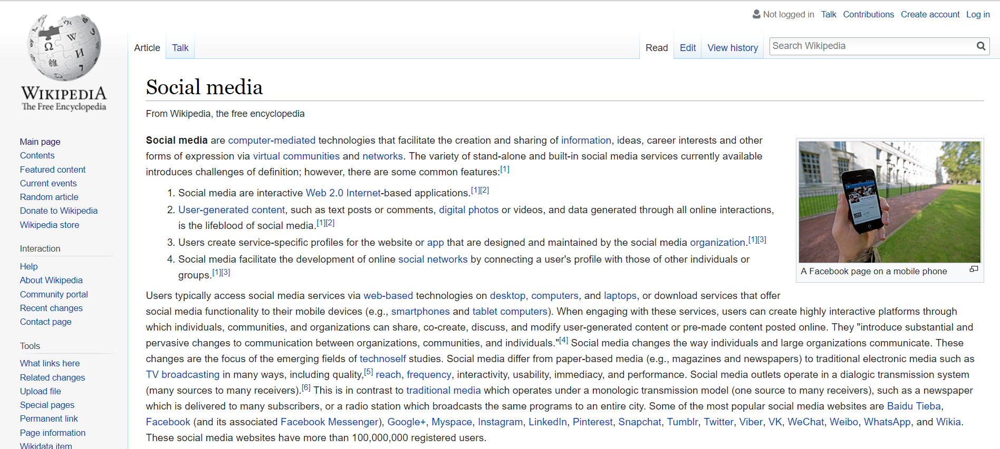 Not logged in Talk Contributions Create account Log in
Article Talk Read Edit View history Search Wikipedia
WIKIPEDIA
The Free Encyclopedia
Main page
Contents
Featured content
Current events
Random article
Donate to Wikipedia
Wikipedia store
Interaction
Help
About Wikipedia
Community portal
Recent changes
Contact page
Tools
What links here
Related changes
Upload file
Special pages
Permanent link
Page information
Wikidata item
Social media
From Wikipedia, the free encyclopedia
Social media are computer-mediated technologies that facilitate the creation and sharing of information, ideas, career interests and other
forms of expression via virtual communities and networks. The variety of stand-alone and built-in social media services currently available
introduces challenges of definition; however, there are some common features:[1]
1. Social media are interactive Web 2.0 Internet-based applications.[1][2]
2. User-generated content, such as text posts or comments, digital photos or videos, and data generated through all online interactions,
is the lifeblood of social media.[1][2]
3. Users create service-specific profiles for the website or app that are designed and maintained by the social media organization.[1][3]
4. Social media facilitate the development of online social networks by connecting a user's profile with those of other individuals or
groups.[1][3]
A Facebook page on a mobile phone
Users typically access social media services via web-based technologies on desktop, computers, and laptops, or download services that offer
social media functionality to their mobile devices (e.g., smartphones and tablet computers). When engaging with these services, users can create highly interactive platforms through
which individuals, communities, and organizations can share, co-create, discuss, and modify user-generated content or pre-made content posted online. They "introduce substantial and
pervasive changes to communication between organizations, communities, and individuals."[4] Social media changes the way individuals and large organizations communicate. These
changes are the focus of the emerging fields of technoself studies. Social media differ from paper-based media (e.g., magazines and newspapers) to traditional electronic media such as
TV broadcasting in many ways, including quality,[5] reach, frequency, interactivity, usability, immediacy, and performance. Social media outlets operate in a dialogic transmission system
(many sources to many receivers).[6] This is in contrast to traditional media which operates under a monologic transmission model (one source to many receivers), such as a newspaper
which is delivered to many subscribers, or a radio station which broadcasts the same programs to an entire city. Some of the most popular social media websites are Baidu Tieba,
Facebook (and its associated Facebook Messenger), Google+, Myspace, Instagram, LinkedIn, Pinterest, Snapchat, Tumblr, Twitter, Viber, VK, WeChat, Weibo, WhatsApp, and Wikia.
These social media websites have more than 100,000,000 registered users.